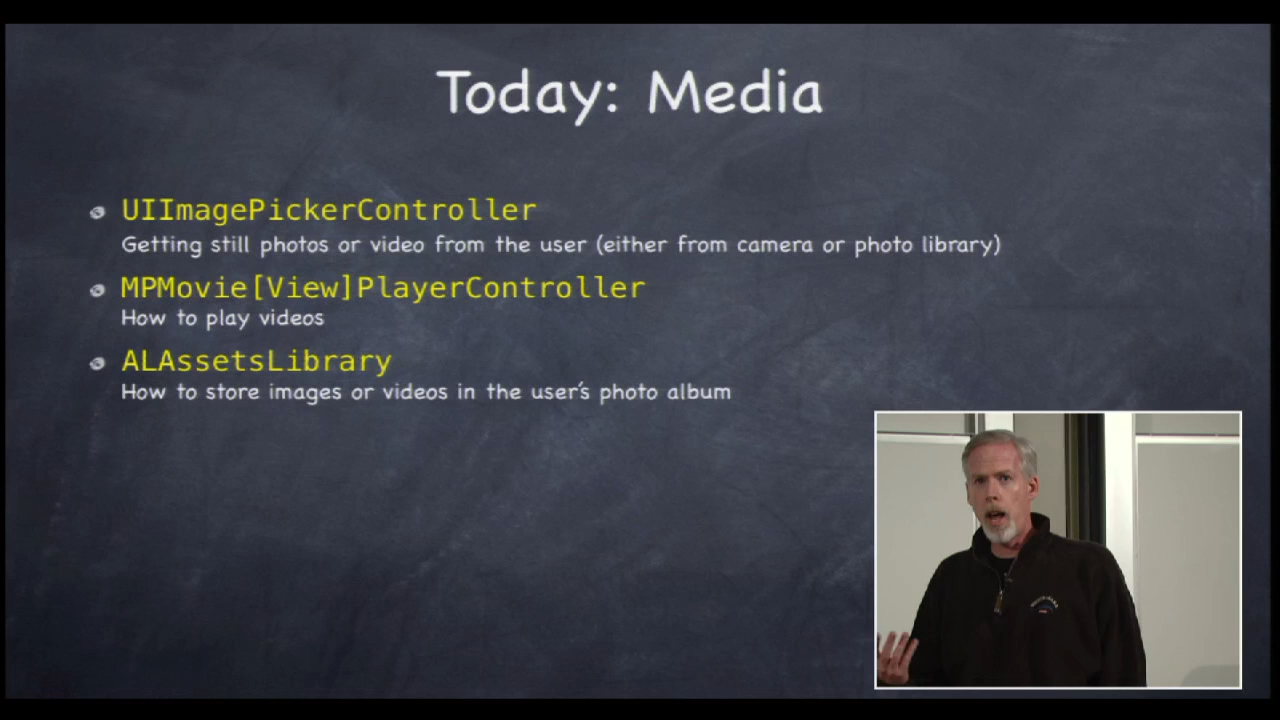 Today: Media
UIImagePickerController
Getting still photos or video from the user (either from camera or photo library)
MPMovie[View]PlayerController
How to play videos
ALAssetsLibrary
How to store images or videos in the user's photo album